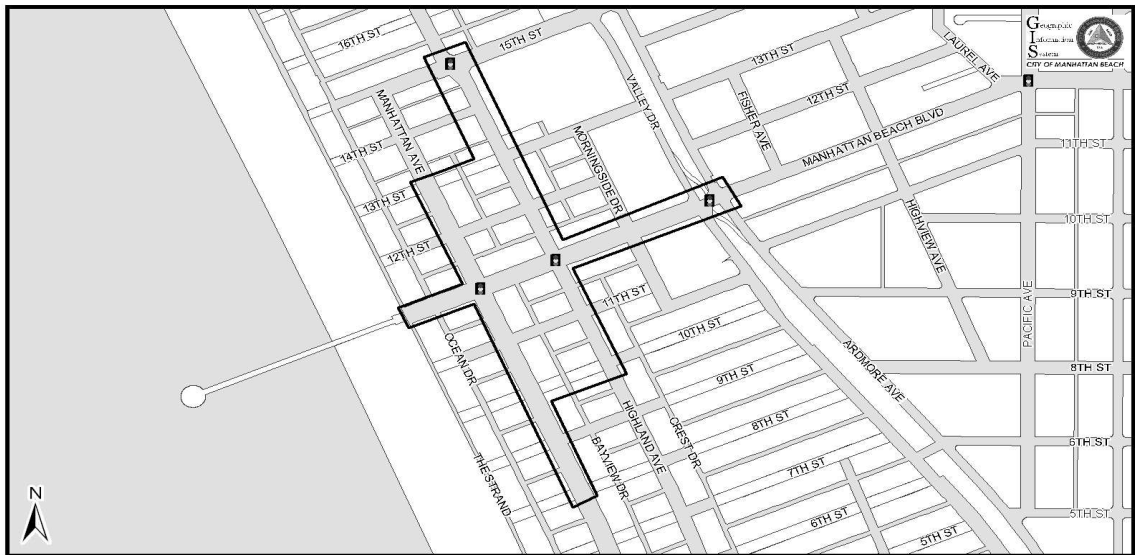 Geographic
Information
System
CITY OF MANHATTAN BEACH
16TH ST
15TH ST
LAUREL AVE
13TH ST
VALLEY DR
MANHATTAN AVE
FISHER AVE
12TH ST
MANHATTAN BEACH BLVD
14TH ST
MORNINGSIDE DR
11TH ST
13TH ST
10TH ST
HIGHVIEW AVE
12TH ST
11TH ST
9TH ST
PACIFIC AVE
10TH ST
OCEAN DR
ARDMORE AVE
8TH ST
9TH ST
HIGHLAND AVE
CREST DR
8TH ST
BAYVIEW DR
6TH ST
THE STRAND
7TH ST
N
6TH ST
5TH ST
5TH ST